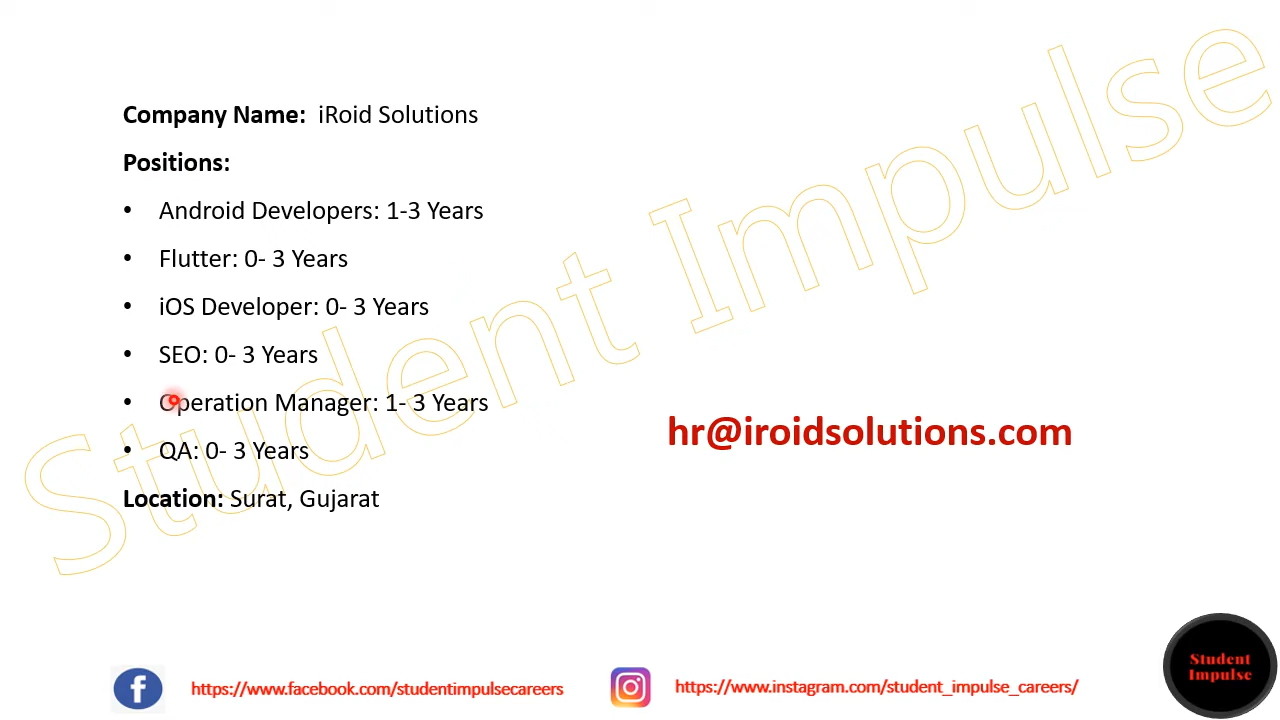 Company Name: iRoid Solutions
Positions:
• Android Developers: 1-3 Years
• Flutter: 0- 3 Years
• iOS Developer: 0- 3 Years
• SEO: 0- 3 Years
• Operation Manager: 1- 3 Years
• QA: 0- 3 Years
Location: Surat, Gujarat
hr@iroidsolutions.com
Student Impulse
https://www.facebook.com/studentimpulsecareers
https://www.instagram.com/student_impulse_careers/
Student
Impulse